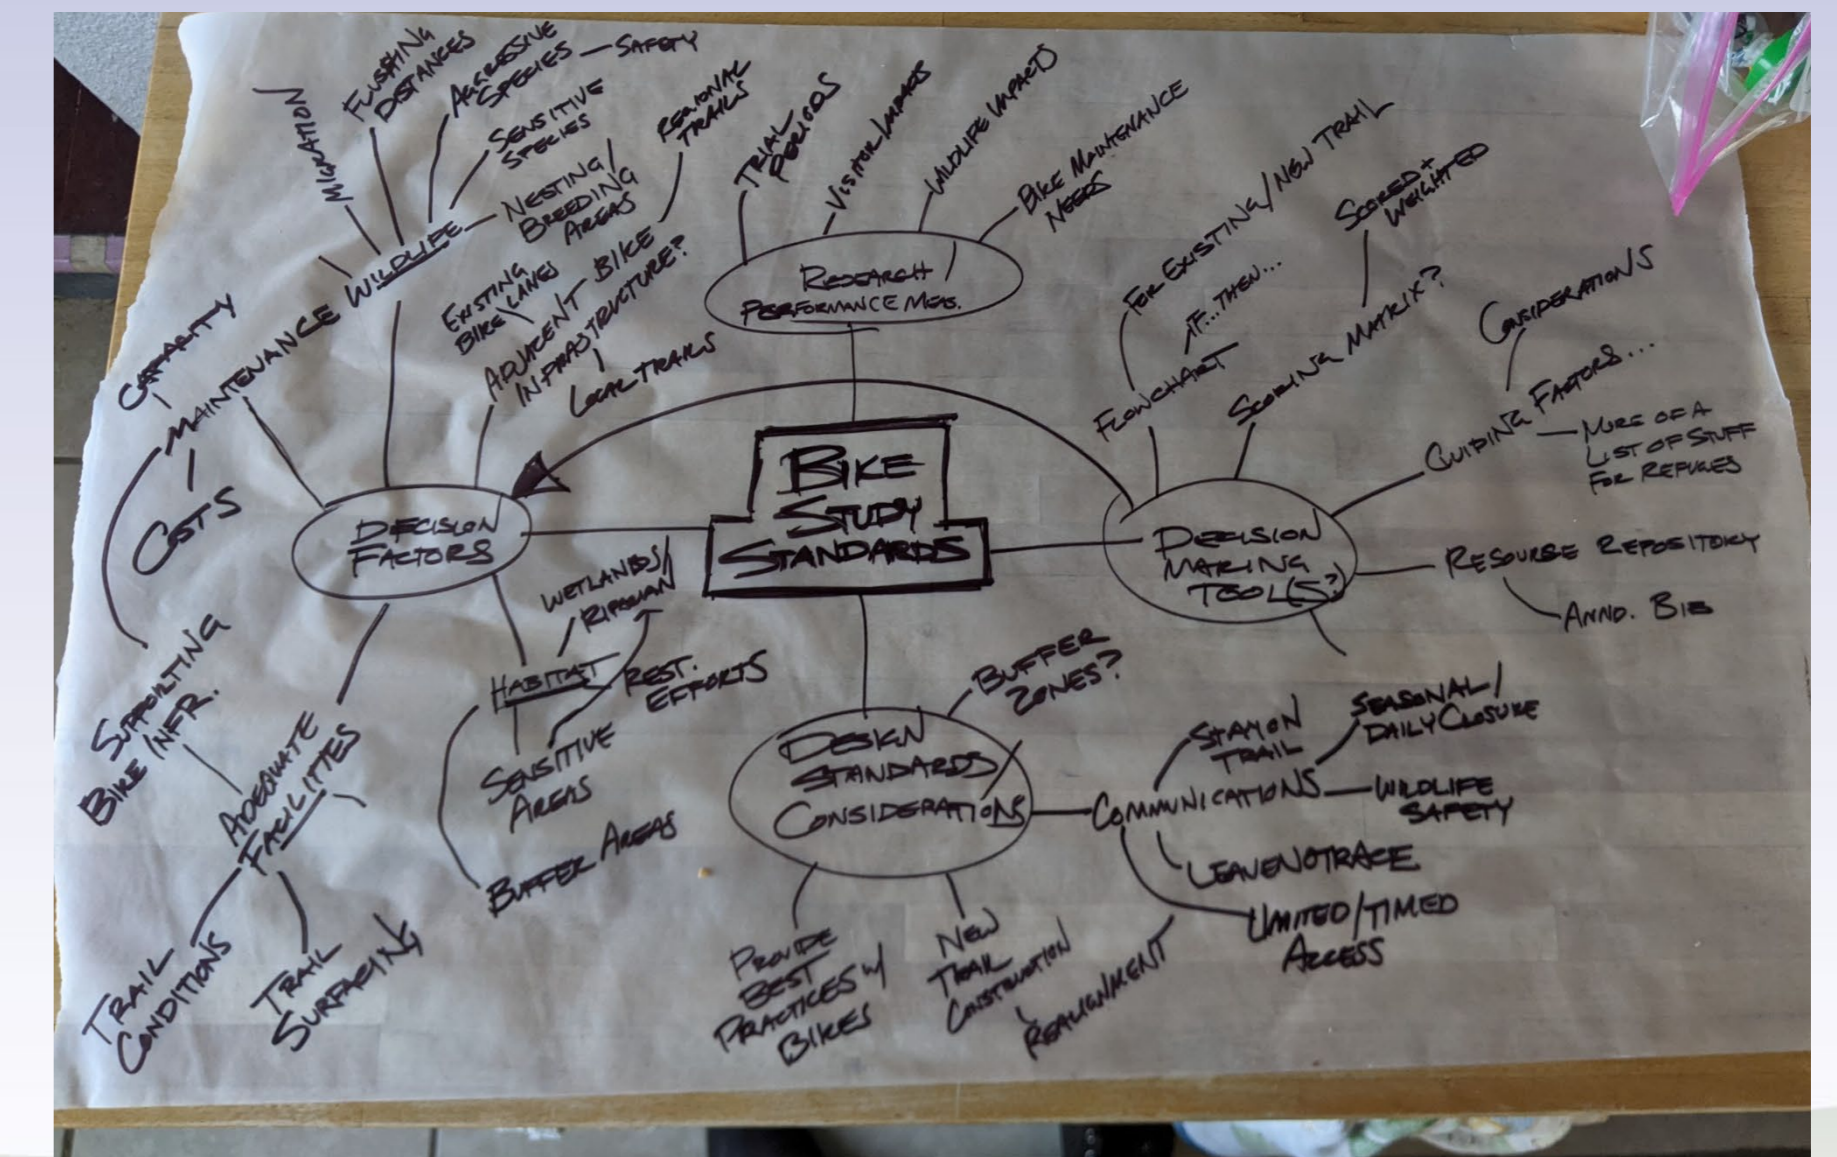 MIGRATION
FLUSHING
DISTANCES
AGGRESSIVE
SPECIES
SAFETY
SENSITIVE
SPECIES
NESTING/
BREEDING
AREAS
WILDLIFE
REGIONAL
TRAILS
EXISTING
BIKE LANES
ADJACENT BIKE
INFRASTRUCTURE?
LOCAL TRAILS
CAPACITY
MAINTENANCE
COSTS
SUPPORTING
BIKE INFR.
DECISION
FACTORS
ADEQUATE
FACILITIES
TRAIL
CONDITIONS
TRAIL
SURFACING
WETLANDS/
RIPARIAN
HABITAT
REST.
EFFORTS
SENSITIVE
AREAS
BUFFER AREAS
TRIAL
PERIODS
VISITOR IMPACTS
WILDLIFE IMPACTS
BIKE MAINTENANCE
NEEDS
RESEARCH /
PERFORMANCE MEAS.
BIKE
STUDY
STANDARDS
FOR EXISTING/NEW TRAIL
IF...THEN...
FLOWCHART
SCORED +
WEIGHTED
SCORING MATRIX?
CONSIDERATIONS
GUIDING FACTORS...
MORE OF A
LIST OF STUFF
FOR REFUGES
DECISION
MAKING
TOOL(S?)
RESOURSE REPOSITORY
ANNO. BIB
BUFFER
ZONES?
DESIGN
STANDARDS/
CONSIDERATIONS
STAY ON
TRAIL
SEASONAL/
DAILY CLOSURE
COMMUNICATIONS
WILDLIFE
SAFETY
LEAVE NO TRACE
LIMITED/TIMED
ACCESS
PROVIDE
BEST
PRACTICES W/
BIKES
NEW
TRAIL
CONSTRUCTION
REALIGNMENT